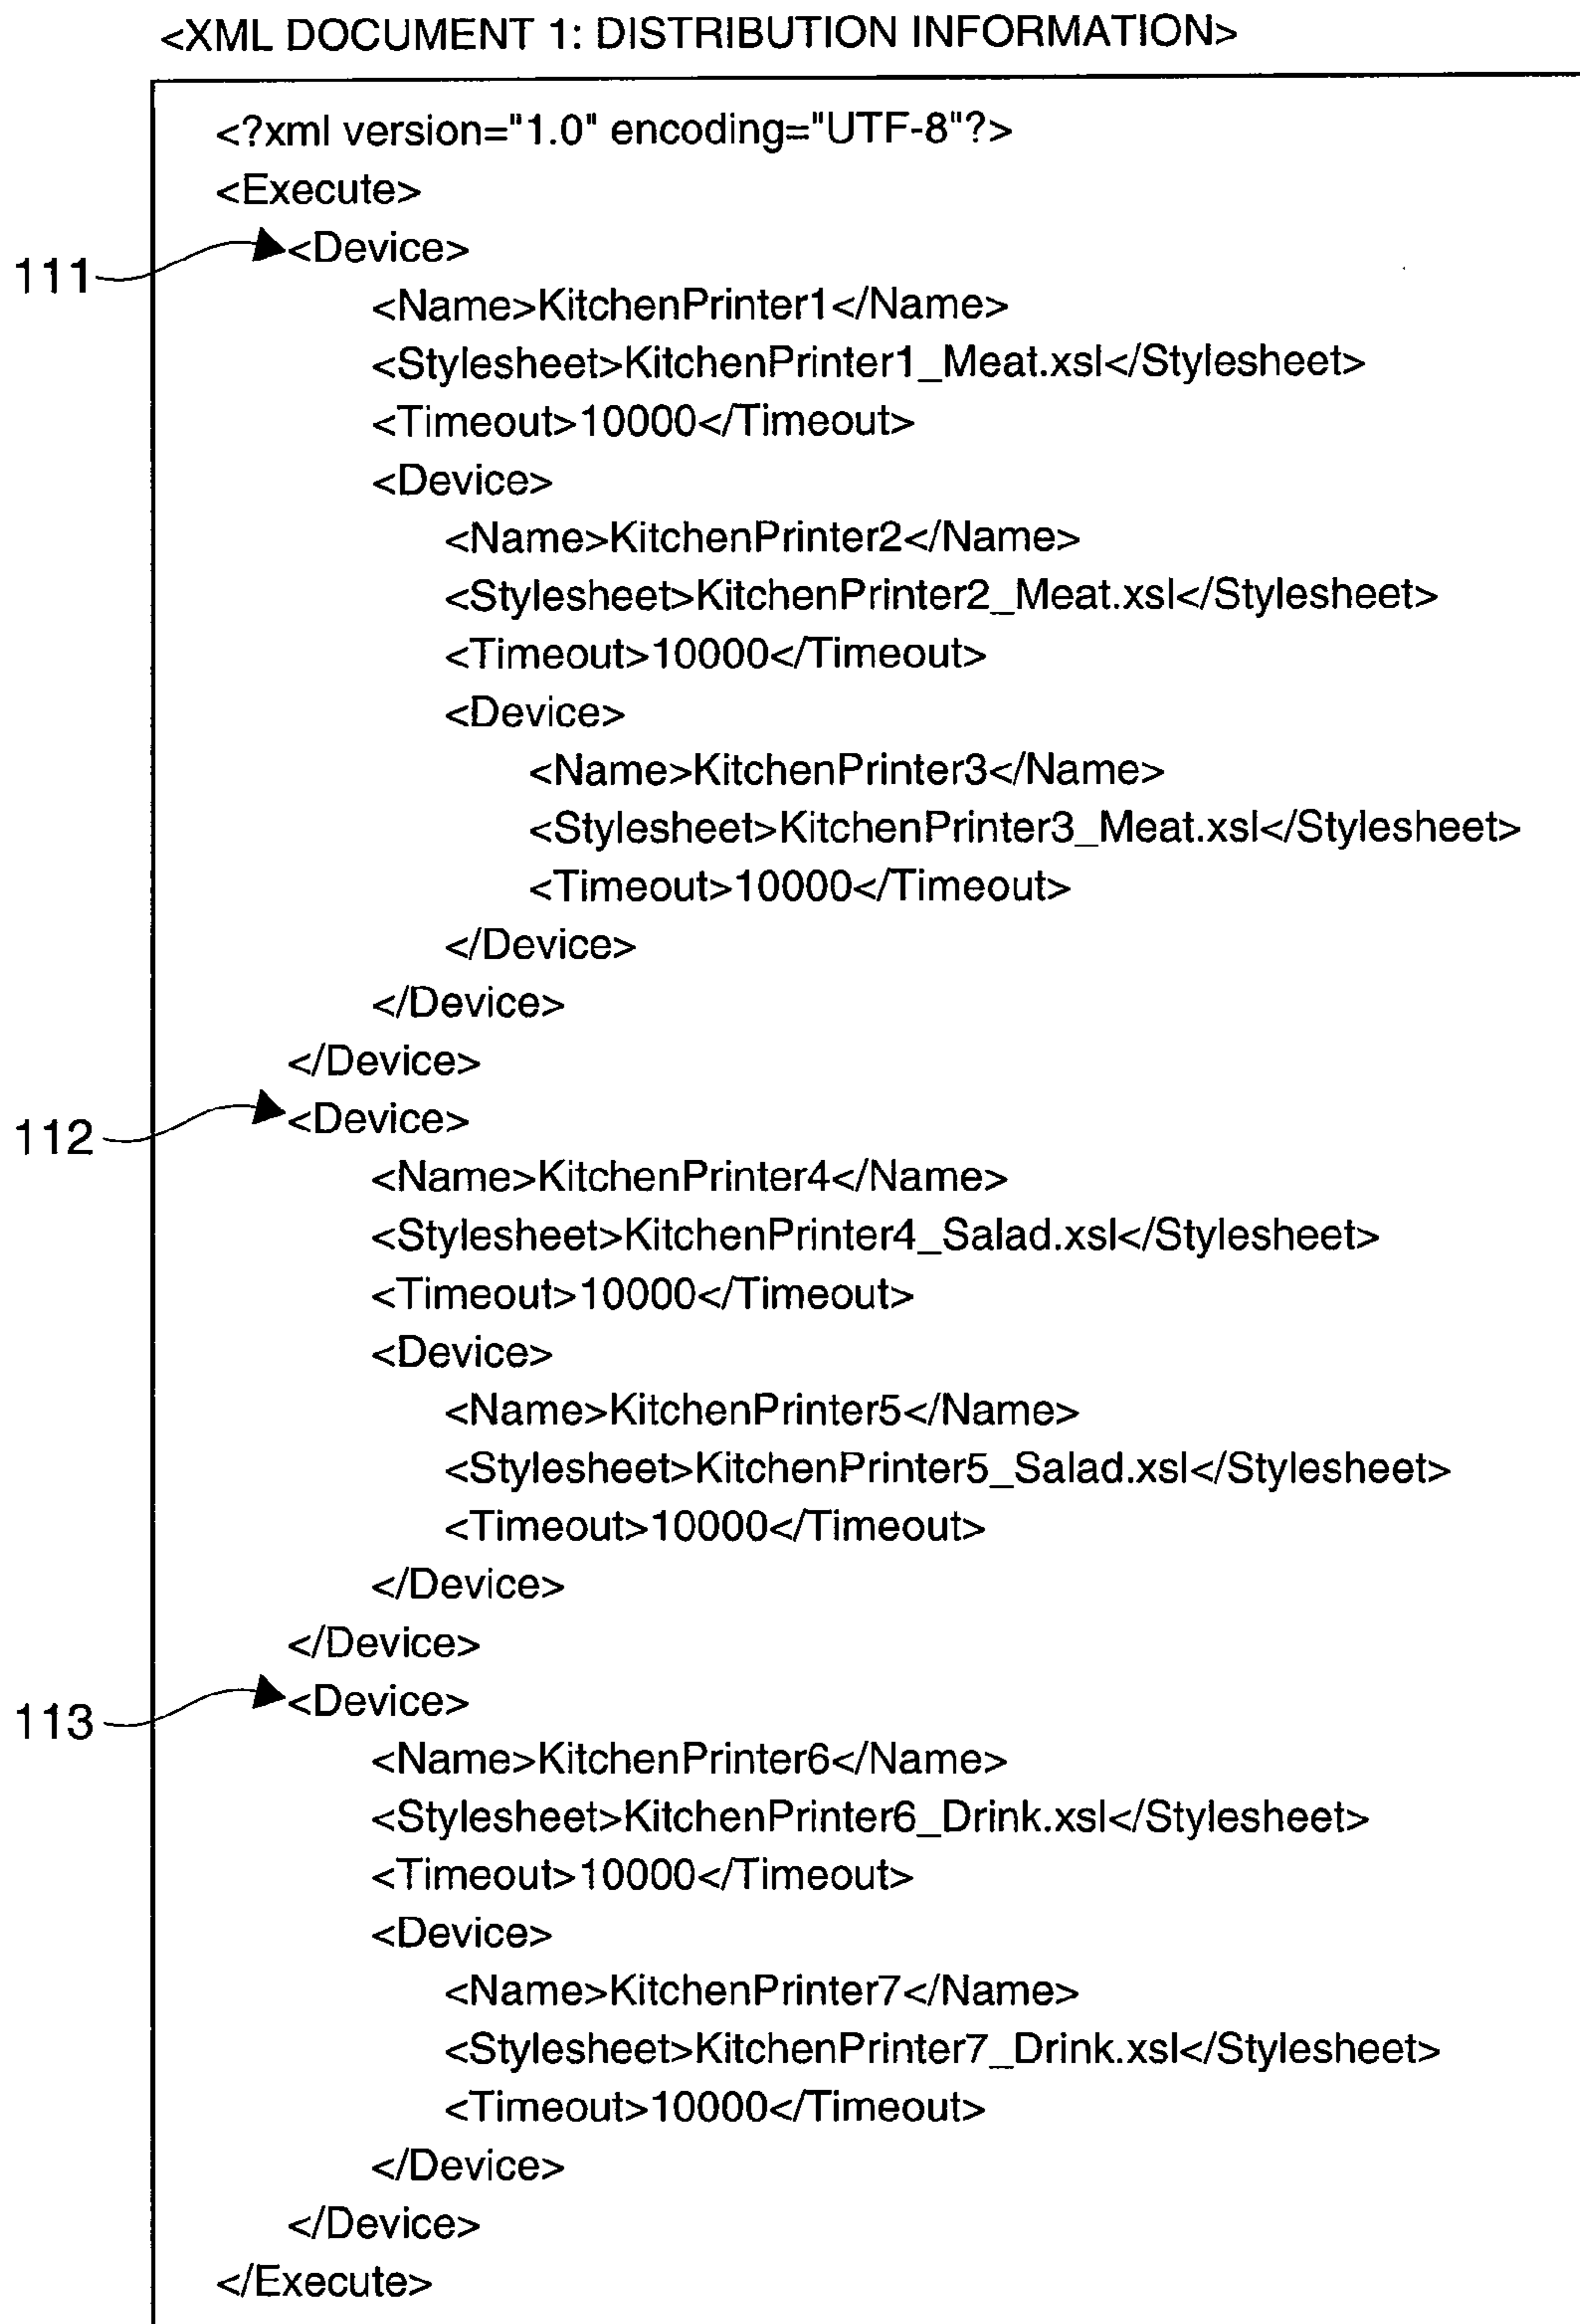 <XML DOCUMENT 1: DISTRIBUTION INFORMATION>
<?xml version="1.0" encoding="UTF-8"?>
<Execute>
111 <Device>
<Name>KitchenPrinter1</Name>
<Stylesheet>KitchenPrinter1_Meat.xsl</Stylesheet>
<Timeout>10000</Timeout>
<Device>
<Name>KitchenPrinter2</Name>
<Stylesheet>KitchenPrinter2_Meat.xsl</Stylesheet>
<Timeout>10000</Timeout>
<Device>
<Name>KitchenPrinter3</Name>
<Stylesheet>KitchenPrinter3_Meat.xsl</Stylesheet>
<Timeout>10000</Timeout>
</Device>
</Device>
</Device>
112 <Device>
<Name>KitchenPrinter4</Name>
<Stylesheet>KitchenPrinter4_Salad.xsl</Stylesheet>
<Timeout>10000</Timeout>
<Device>
<Name>KitchenPrinter5</Name>
<Stylesheet>KitchenPrinter5_Salad.xsl</Stylesheet>
<Timeout>10000</Timeout>
</Device>
</Device>
113 <Device>
<Name>KitchenPrinter6</Name>
<Stylesheet>KitchenPrinter6_Drink.xsl</Stylesheet>
<Timeout>10000</Timeout>
<Device>
<Name>KitchenPrinter7</Name>
<Stylesheet>KitchenPrinter7_Drink.xsl</Stylesheet>
<Timeout>10000</Timeout>
</Device>
</Device>
</Execute>